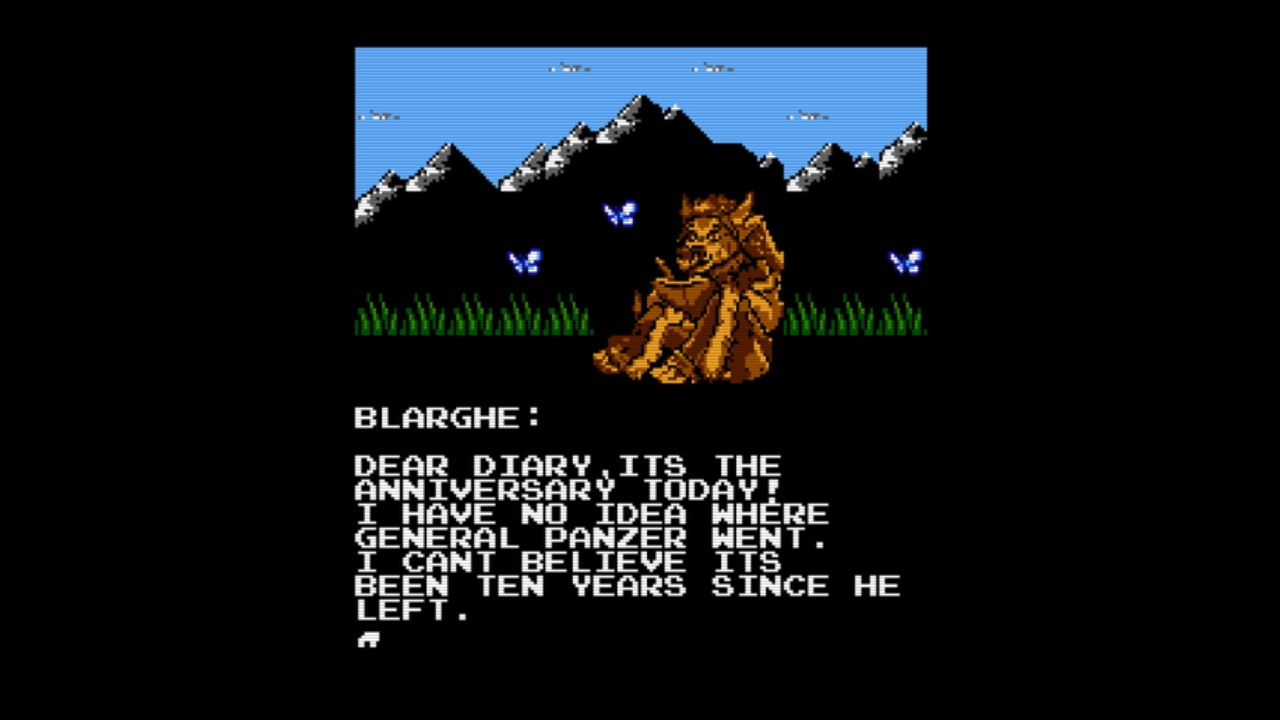 BLARGHE:
DEAR DIARY,ITS THE
ANNIVERSARY TODAY!
I HAVE NO IDEA WHERE
GENERAL PANZER WENT.
I CANT BELIEVE ITS
BEEN TEN YEARS SINCE HE
LEFT.